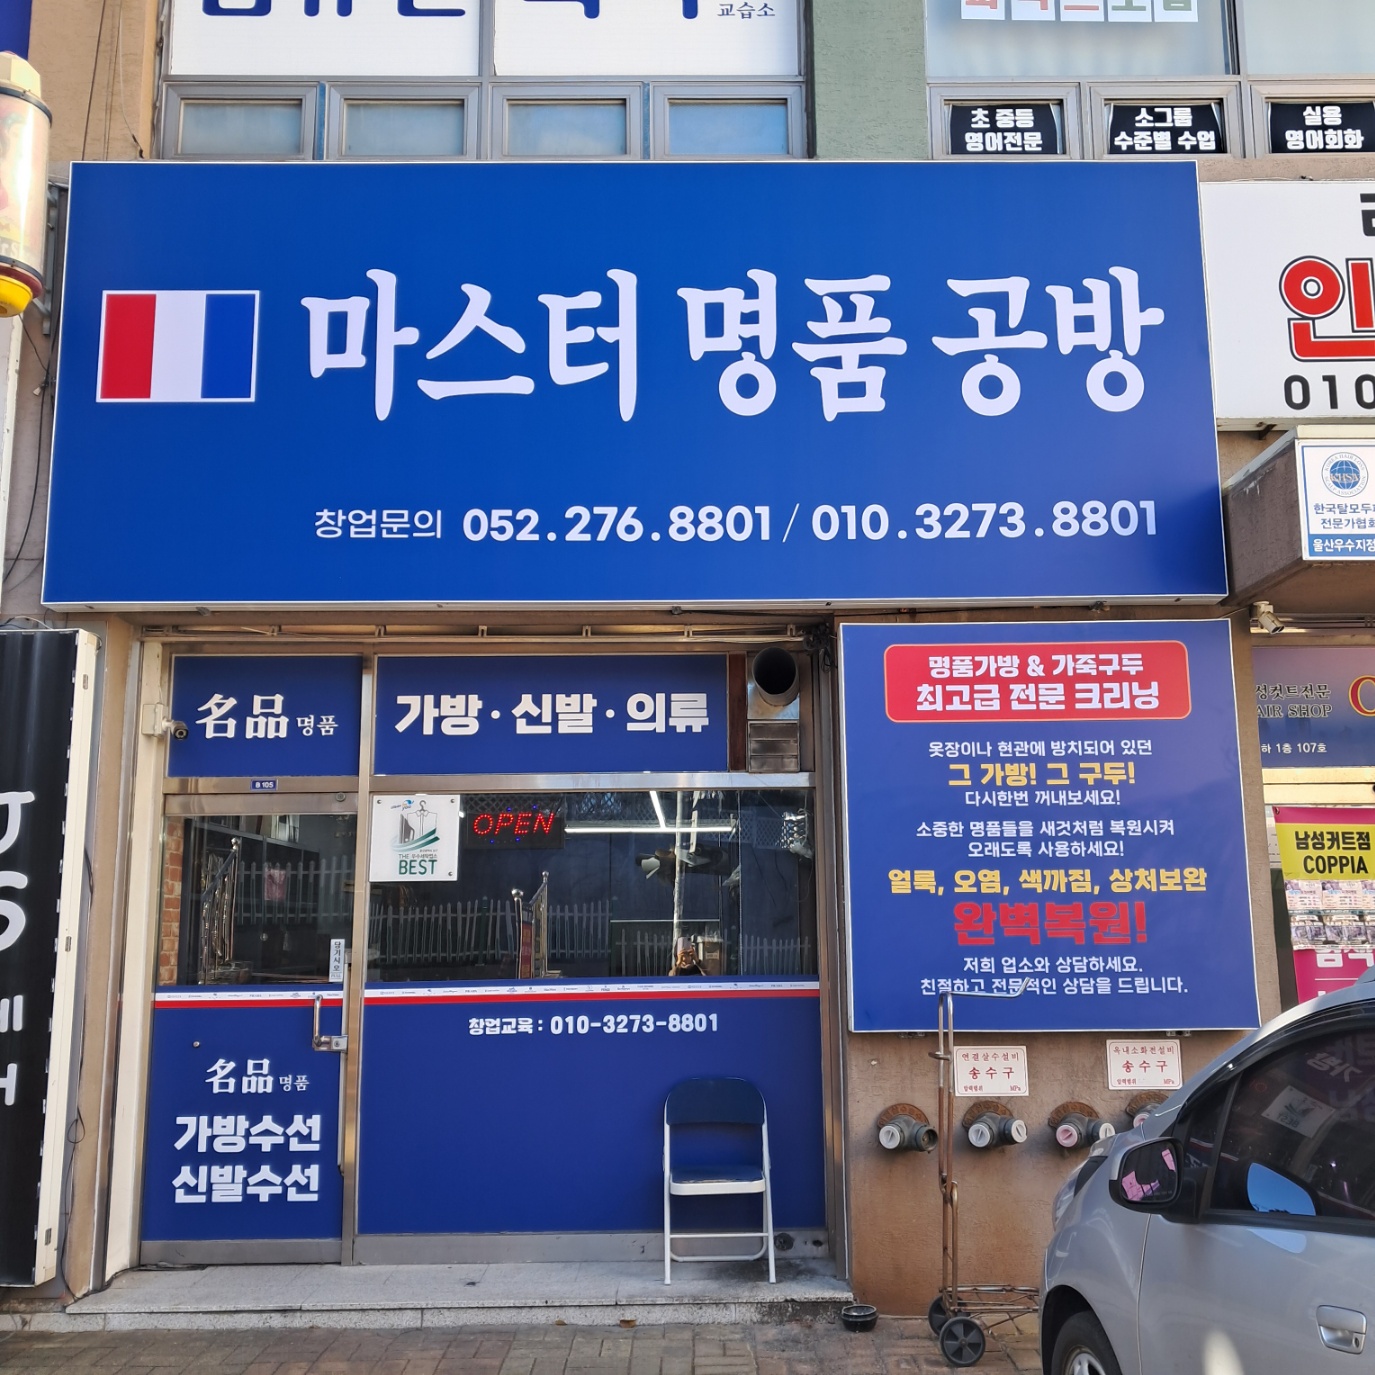 교습소
초 중등
영어전문
소그룹
수준별 수업
실용
영어회화
마스터 명품 공방
창업문의 052.276.8801 / 010.3273.8801
인
010
한국탈모두피
전문가협회
울산우수지정
名品 명품
가방·신발·의류
B 105
OPEN
BEST
당기시오
창업교육 : 010-3273-8801
名品 명품
가방수선
신발수선
명품가방 & 가죽구두
최고급 전문 크리닝
옷장이나 현관에 방치되어 있던
그 가방! 그 구두!
다시한번 꺼내보세요!
소중한 명품들을 새것처럼 복원시켜
오래도록 사용하세요!
얼룩, 오염, 색까짐, 상처보완
완벽복원!
저희 업소와 상담하세요.
친절하고 전문적인 상담을 드립니다.
연결살수설비
송수구
옥내소화전설비
송수구
성컷트전문
AIR SHOP
하 1층 107호
남성커트점
COPPIA